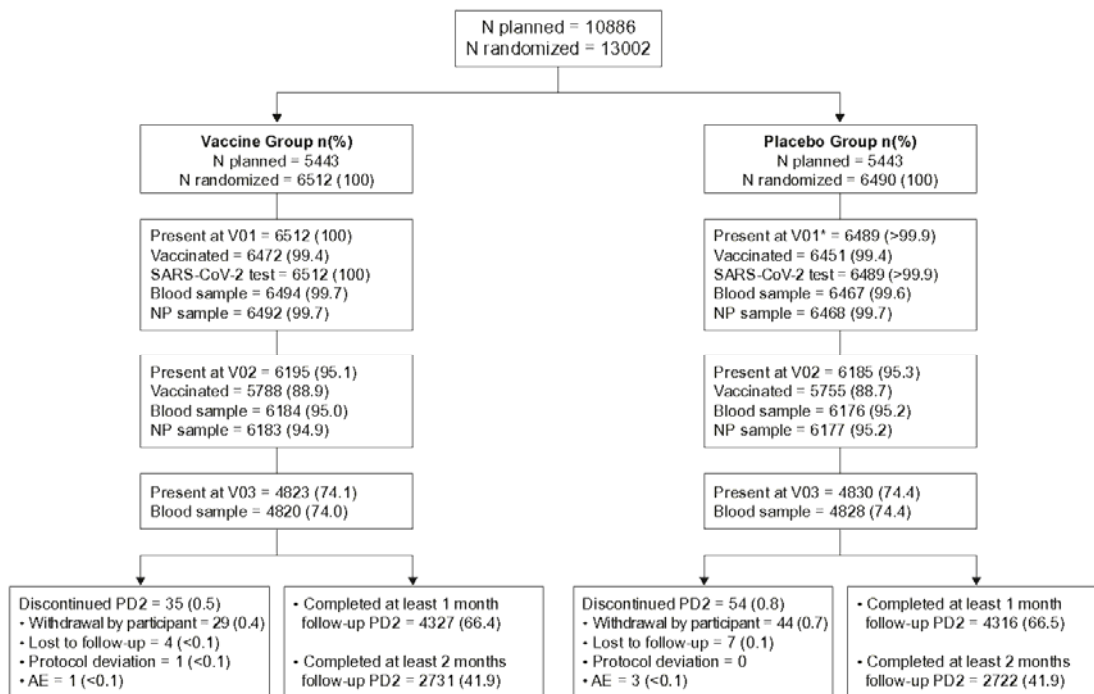 N planned = 10886
N randomized = 13002
Vaccine Group n(%)
N planned = 5443
N randomized = 6512 (100)
Placebo Group n(%)
N planned = 5443
N randomized = 6490 (100)
Present at V01 = 6512 (100)
Vaccinated = 6472 (99.4)
SARS-CoV-2 test = 6512 (100)
Blood sample = 6494 (99.7)
NP sample = 6492 (99.7)
Present at V01* = 6489 (>99.9)
Vaccinated = 6451 (99.4)
SARS-CoV-2 test = 6489 (>99.9)
Blood sample = 6467 (99.6)
NP sample = 6468 (99.7)
Present at V02 = 6195 (95.1)
Vaccinated = 5788 (88.9)
Blood sample = 6184 (95.0)
NP sample = 6183 (94.9)
Present at V02 = 6185 (95.3)
Vaccinated = 5755 (88.7)
Blood sample = 6176 (95.2)
NP sample = 6177 (95.2)
Present at V03 = 4823 (74.1)
Blood sample = 4820 (74.0)
Present at V03 = 4830 (74.4)
Blood sample = 4828 (74.4)
Discontinued PD2 = 35 (0.5)
• Withdrawal by participant = 29 (0.4)
• Lost to follow-up = 4 (<0.1)
• Protocol deviation = 1 (<0.1)
• AE = 1 (<0.1)
• Completed at least 1 month
follow-up PD2 = 4327 (66.4)
• Completed at least 2 months
follow-up PD2 = 2731 (41.9)
Discontinued PD2 = 54 (0.8)
• Withdrawal by participant = 44 (0.7)
• Lost to follow-up = 7 (0.1)
• Protocol deviation = 0
• AE = 3 (<0.1)
• Completed at least 1 month
follow-up PD2 = 4316 (66.5)
• Completed at least 2 months
follow-up PD2 = 2722 (41.9)